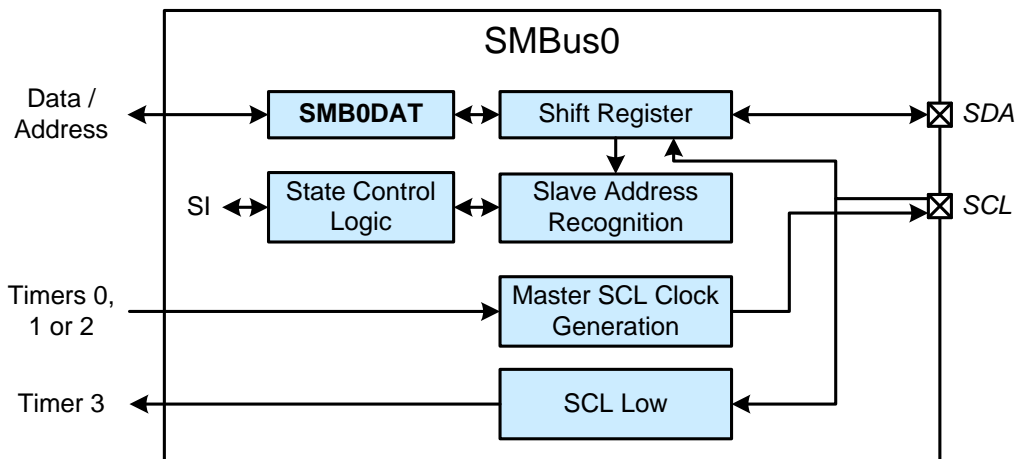 SMBus0
Data /
Address
SMB0DAT
Shift Register
SDA
SI
State Control
Logic
Slave Address
Recognition
SCL
Timers 0,
1 or 2
Master SCL Clock
Generation
Timer 3
SCL Low